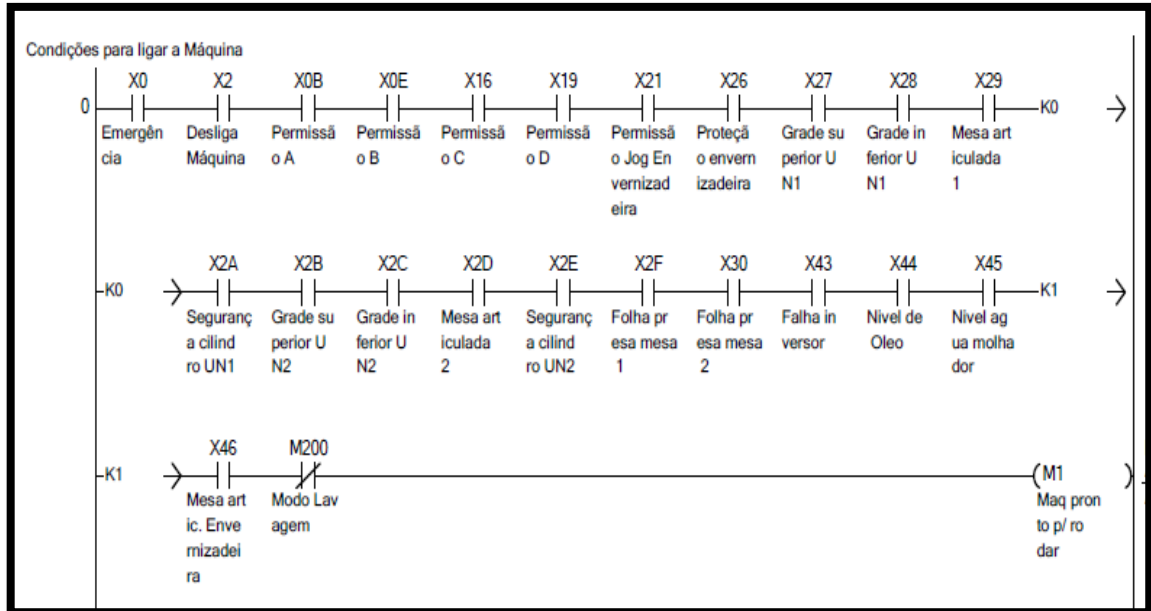 Condições para ligar a Máquina
X0 X2 X0B X0E X16 X19 X21 X26 X27 X28 X29
0 K0
Emergên Desliga Permissã Permissã Permissã Permissã Permissã Proteçã Grade su Grade in Mesa art
cia Máquina o A o B o C o D o Jog En o envern perior U ferior U iculada
vernizad izadeira N1 N1 1
eira
X2A X2B X2C X2D X2E X2F X30 X43 X44 X45
K0 K1
Seguranç Grade su Grade in Mesa art Seguranç Folha pr Folha pr Falha in Nivel de Nivel ag
a cilind perior U ferior U iculada a cilind esa mesa esa mesa versor Oleo ua molha
ro UN1 N2 N2 2 ro UN2 1 2 dor
X46 M200
K1 (M1 )
Mesa art Modo Lav Maq pron
ic. Enve agem to p/ ro
rnizadei dar
ra